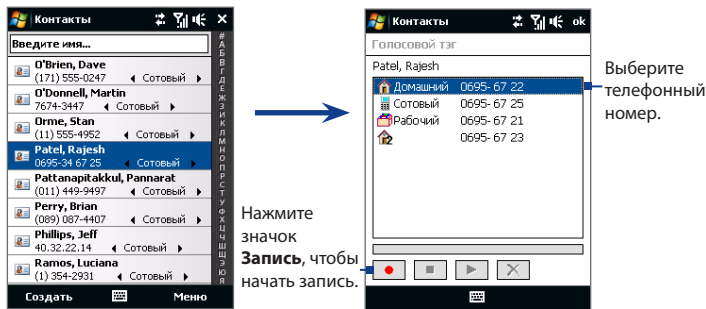 Контакты
Введите имя...
O'Brien, Dave
(171) 555-0247 Сотовый
O'Donnell, Martin
7674-3447 Сотовый
Orme, Stan
(11) 555-4952 Сотовый
Patel, Rajesh
0695-34 67 25 Сотовый
Pattanapitakkul, Pannarat
(011) 449-9497 Сотовый
Perry, Brian
(089) 087-4407 Сотовый
Phillips, Jeff
40.32.22.14 Сотовый
Ramos, Luciana
(1) 354-2931 Сотовый
#
А
Б
В
Г
Д
Е
Ж
З
И
К
Л
М
Н
О
П
Р
С
Т
У
Ф
Х
Ц
Ч
Ш
Щ
Э
Ю
Я
Создать Меню
Нажмите
значок
Запись, чтобы
начать запись.
Контакты ok
Голосовой тэг
Patel, Rajesh
Домашний 0695- 67 22
Сотовый 0695- 67 25
Рабочий 0695- 67 21
0695- 67 23
Выберите
телефонный
номер.